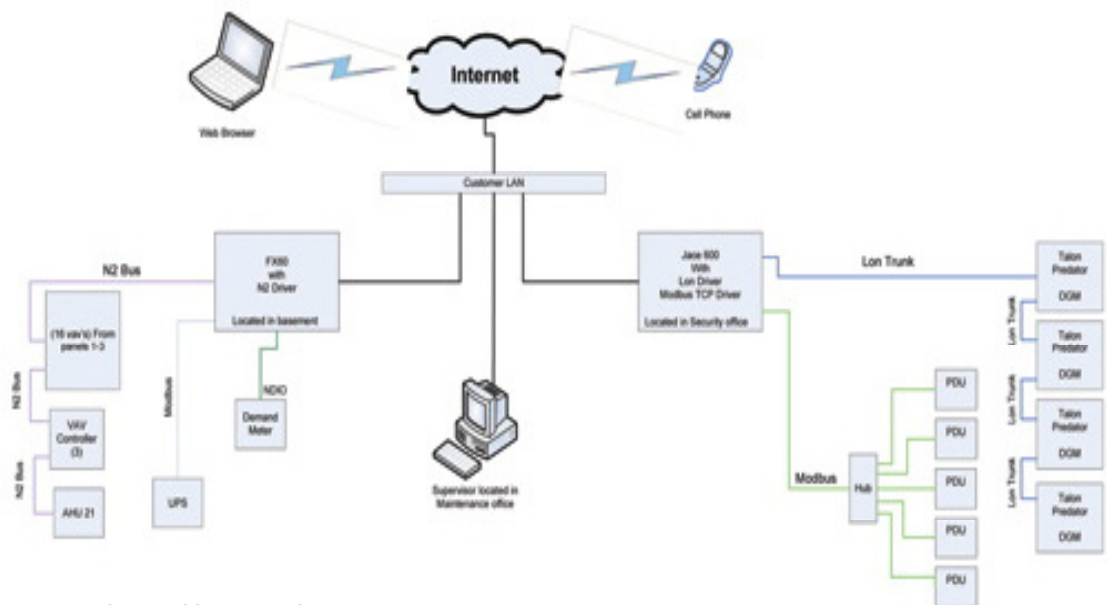 Internet
Web Browser
Cell Phone
Customer LAN
FX60
with
N2 Driver
Located in basement
Jace 600
With
Lon Driver
Modbus TCP Driver
Located in Security office
N2 Bus
(16 vav's) From
panels 1-3
N2 Bus
VAV
Controller
(3)
N2 Bus
AHU 21
Modbus
UPS
NDIO
Demand
Meter
Supervisor located in
Maintenance office
Lon Trunk
Talon
Predator
DGM
Lon Trunk
Talon
Predator
DGM
Lon Trunk
Talon
Predator
DGM
Lon Trunk
Talon
Predator
DGM
Modbus
Hub
PDU
PDU
PDU
PDU
PDU